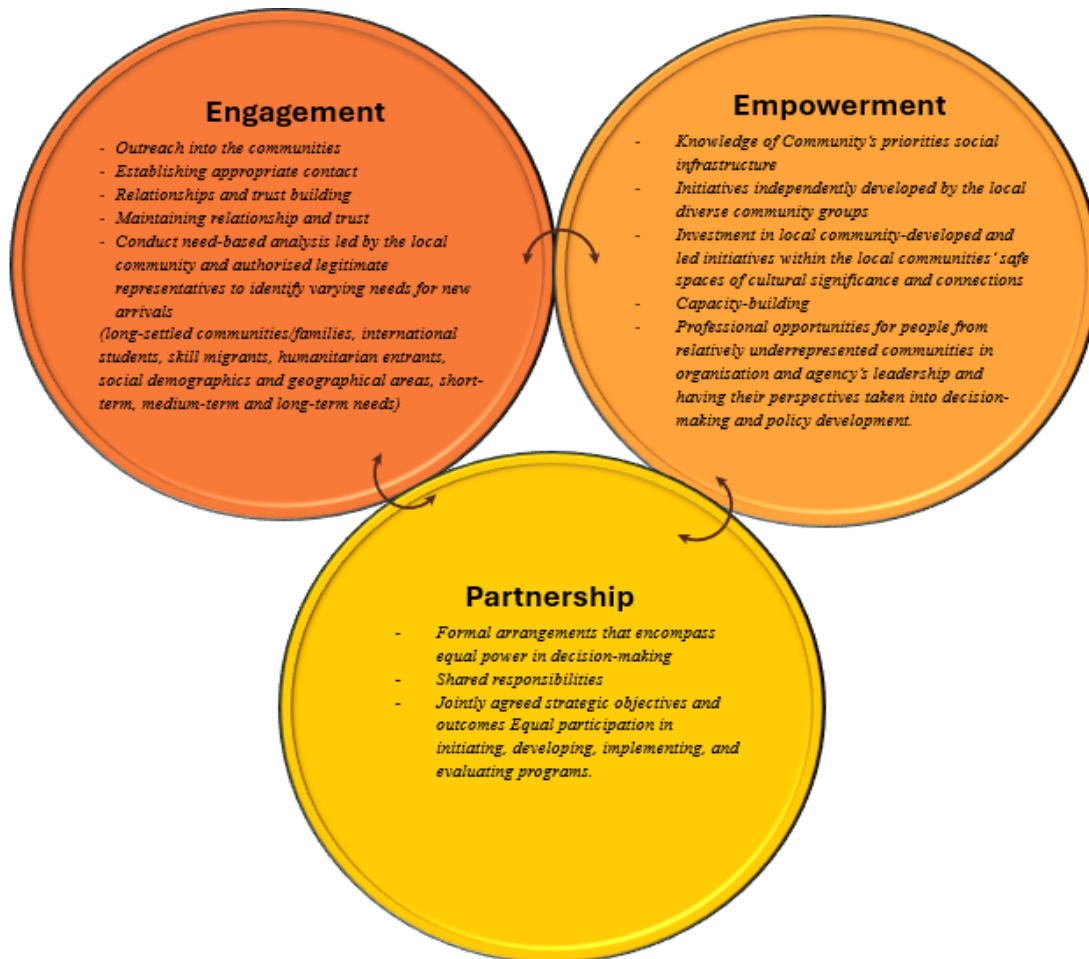 Engagement
- Outreach into the communities
- Establishing appropriate contact
- Relationships and trust building
- Maintaining relationship and trust
- Conduct need-based analysis led by the local
community and authorised legitimate
representatives to identify varying needs for new
arrivals
(long-settled communities/families, international
students, skill migrants, humanitarian entrants,
social demographics and geographical areas, short-
term, medium-term and long-term needs)
Empowerment
- Knowledge of Community's priorities social
infrastructure
- Initiatives independently developed by the local
diverse community groups
- Investment in local community-developed and
led initiatives within the local communities' safe
spaces of cultural significance and connections
- Capacity-building
- Professional opportunities for people from
relatively underrepresented communities in
organisation and agency's leadership and
having their perspectives taken into decision-
making and policy development.
Partnership
- Formal arrangements that encompass
equal power in decision-making
- Shared responsibilities
- Jointly agreed strategic objectives and
outcomes Equal participation in
initiating, developing, implementing, and
evaluating programs.